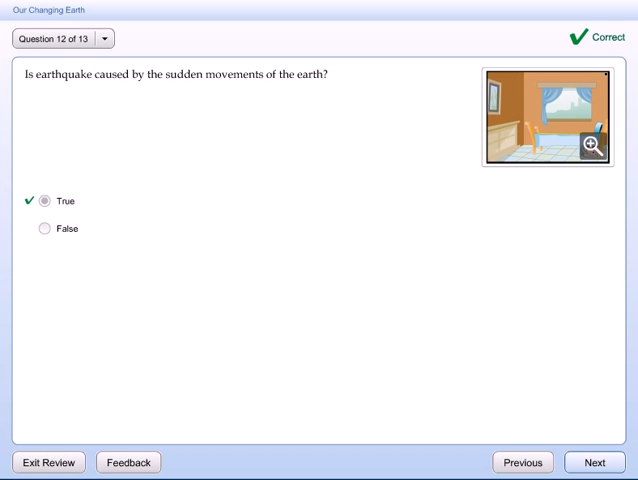 Our Changing Earth
Question 12 of 13
Correct
Is earthquake caused by the sudden movements of the earth?
True
False
Exit Review
Feedback
Previous
Next